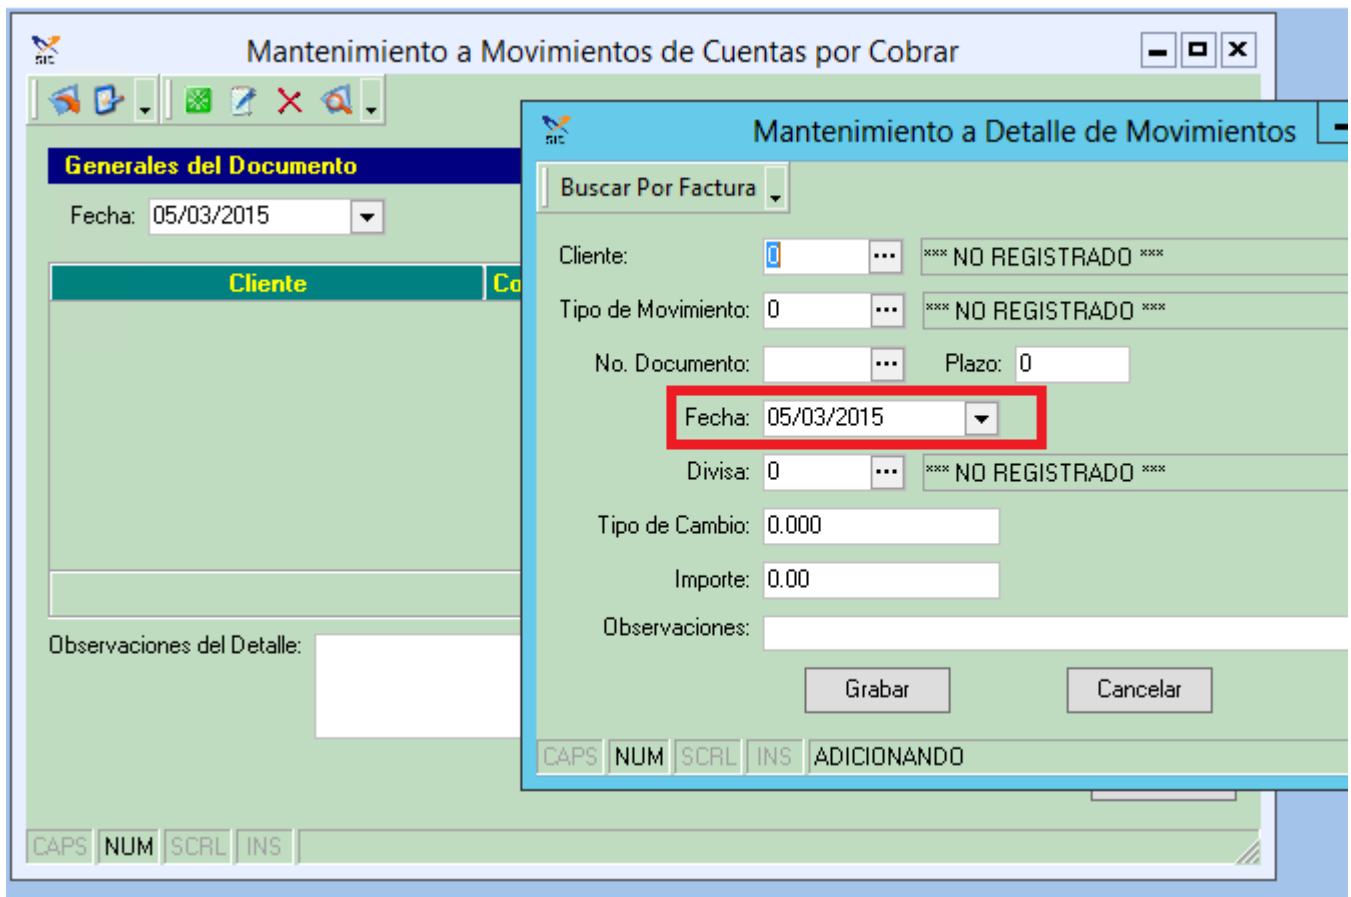 SIC
Mantenimiento a Movimientos de Cuentas por Cobrar
Generales del Documento
Fecha: 05/03/2015
Cliente
Observaciones del Detalle:
CAPS NUM SCRL INS
SIC
Mantenimiento a Detalle de Movimientos
Buscar Por Factura
Cliente: 0 *** NO REGISTRADO ***
Tipo de Movimiento: 0 *** NO REGISTRADO ***
No. Documento: Plazo: 0
Fecha: 05/03/2015
Divisa: 0 *** NO REGISTRADO ***
Tipo de Cambio: 0.000
Importe: 0.00
Observaciones:
Grabar Cancelar
CAPS NUM SCRL INS ADICIONANDO